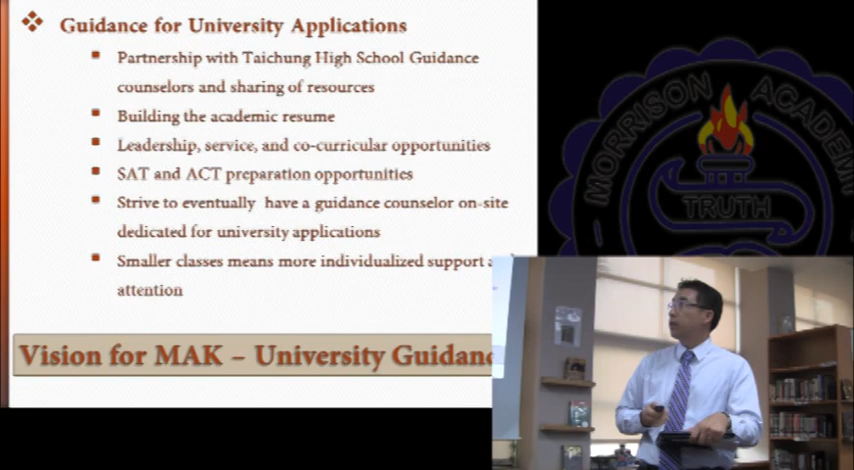 Guidance for University Applications
Partnership with Taichung High School Guidance
counselors and sharing of resources
Building the academic resume
Leadership, service, and co-curricular opportunities
SAT and ACT preparation opportunities
Strive to eventually have a guidance counselor on-site
dedicated for university applications
Smaller classes means more individualized support
attention
Vision for MAK – University
MORRISON
TRUTH